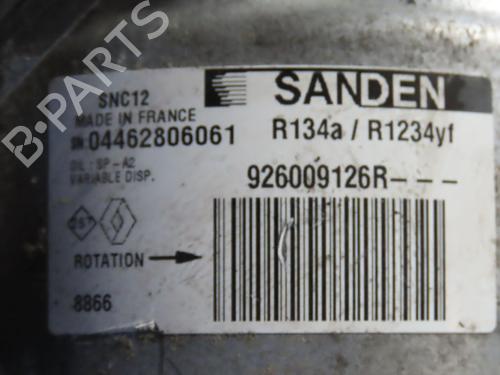 B-PARTS
SNC12
MADE IN FRANCE
SN 04462806061
OIL : SP-A2
VARIABLE DISP.
ROTATION
8866
SANDEN
R134a / R1234yf
926009126R- - -